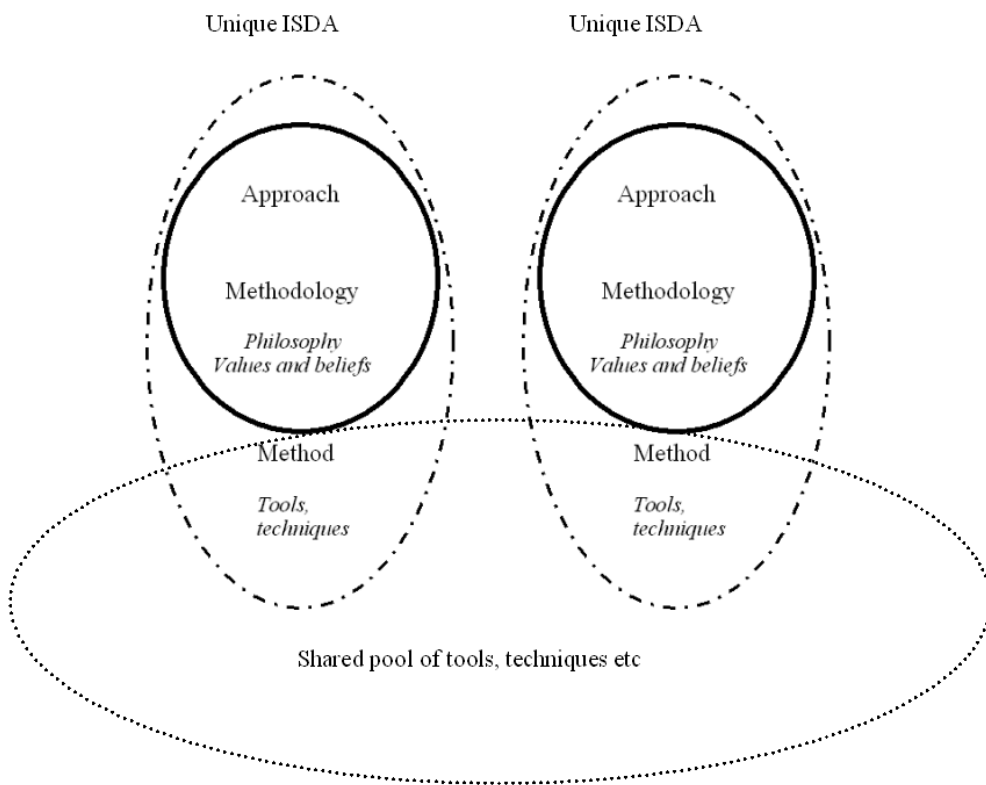 Unique ISDA
Unique ISDA
Approach
Approach
Methodology
Methodology
Philosophy
Values and beliefs
Philosophy
Values and beliefs
Method
Method
Tools,
techniques
Tools,
techniques
Shared pool of tools, techniques etc